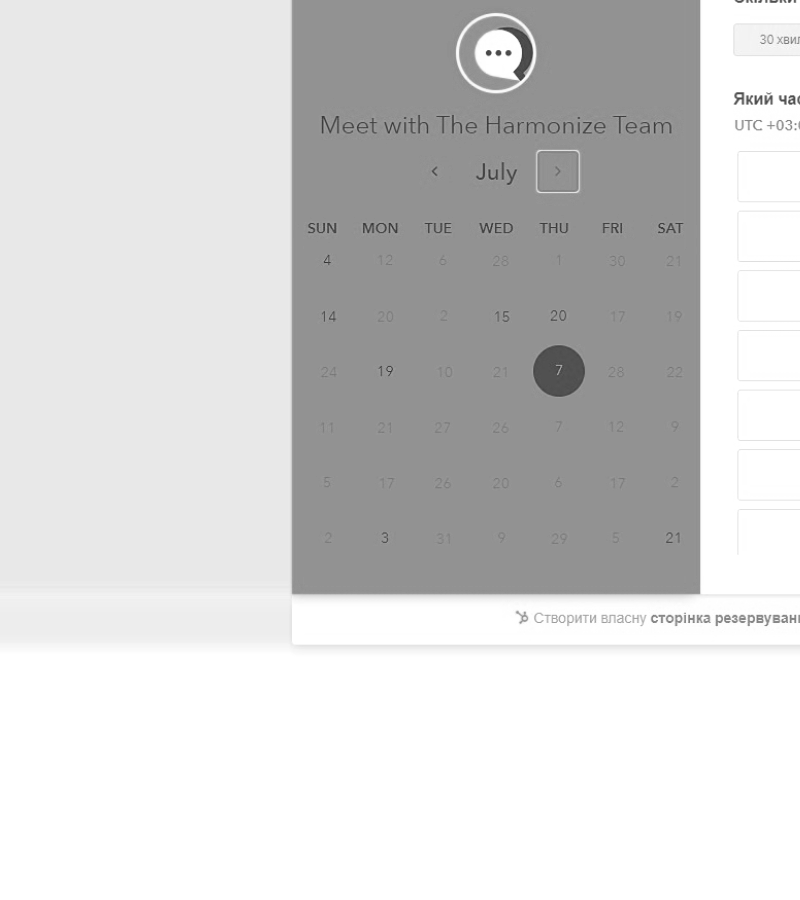 30 хвил
Який час
UTC +03:
Meet with The Harmonize Team
July
SUN MON TUE WED THU FRI SAT
4 12 6 28 1 30 21
14 20 2 15 20 17 19
24 19 10 21 7 28 22
11 21 27 26 7 12 9
5 17 26 20 6 17 2
2 3 31 9 29 5 21
Створити власну сторінка резервуван